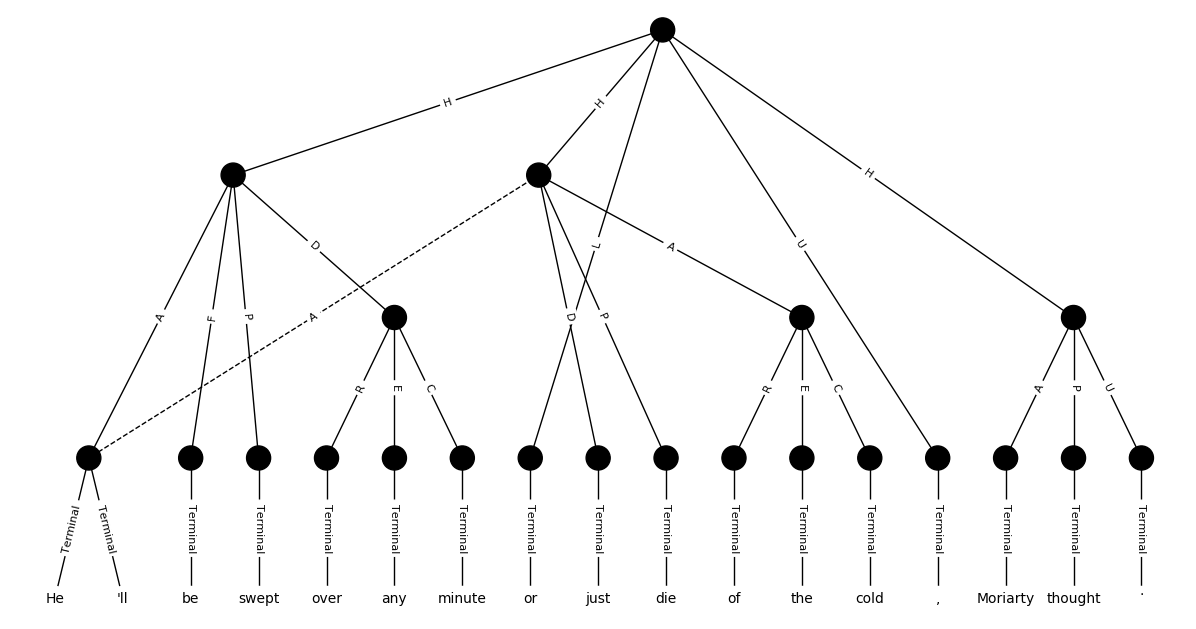 H H H
L U
D A
A F P A D P
R E C R E C A P U
Terminal Terminal Terminal Terminal Terminal Terminal Terminal Terminal Terminal Terminal Terminal Terminal Terminal Terminal Terminal Terminal Terminal
He 'll be swept over any minute or just die of the cold , Moriarty thought .